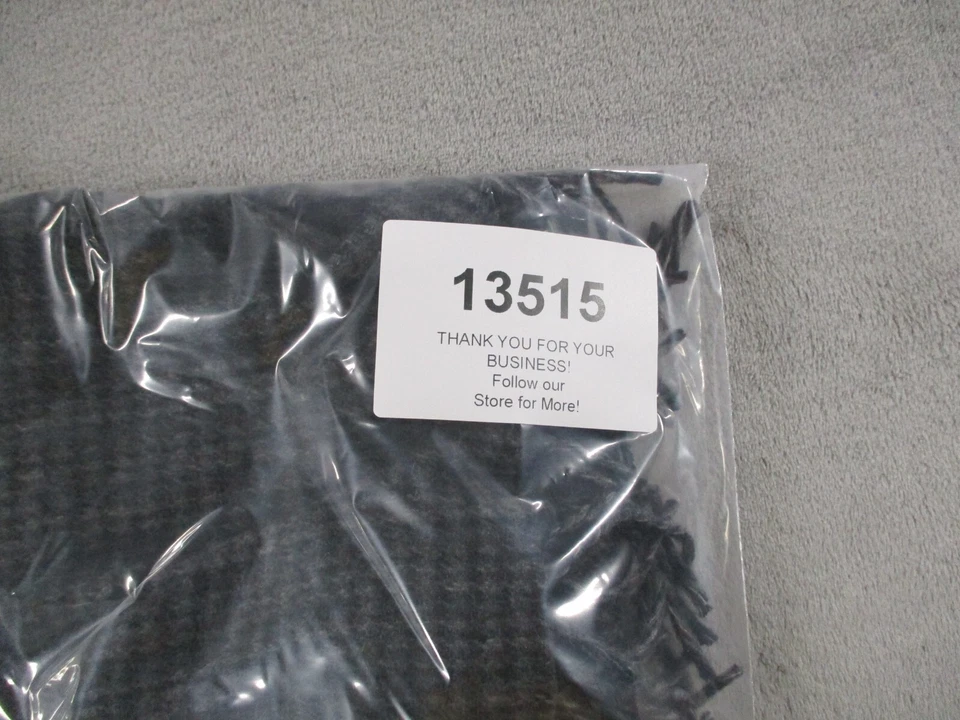 13515
THANK YOU FOR YOUR
BUSINESS!
Follow our
Store for More!